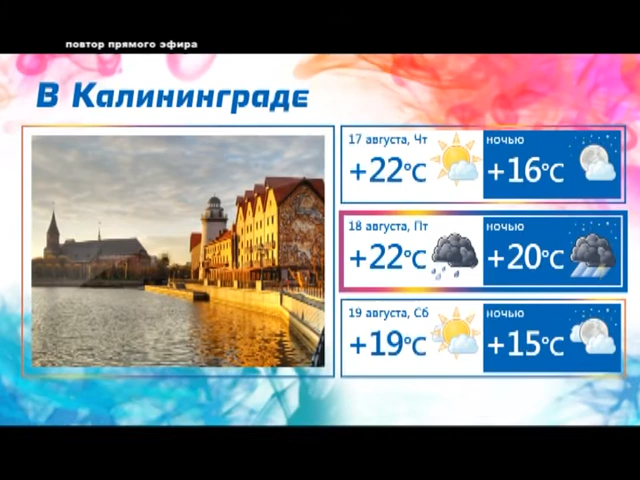 повтор прямого эфира
В Калининграде
17 августа, Чт
+22°C
ночью
+16°C
18 августа, Пт
+22°C
ночью
+20°C
19 августа, Сб
+19°C
ночью
+15°C